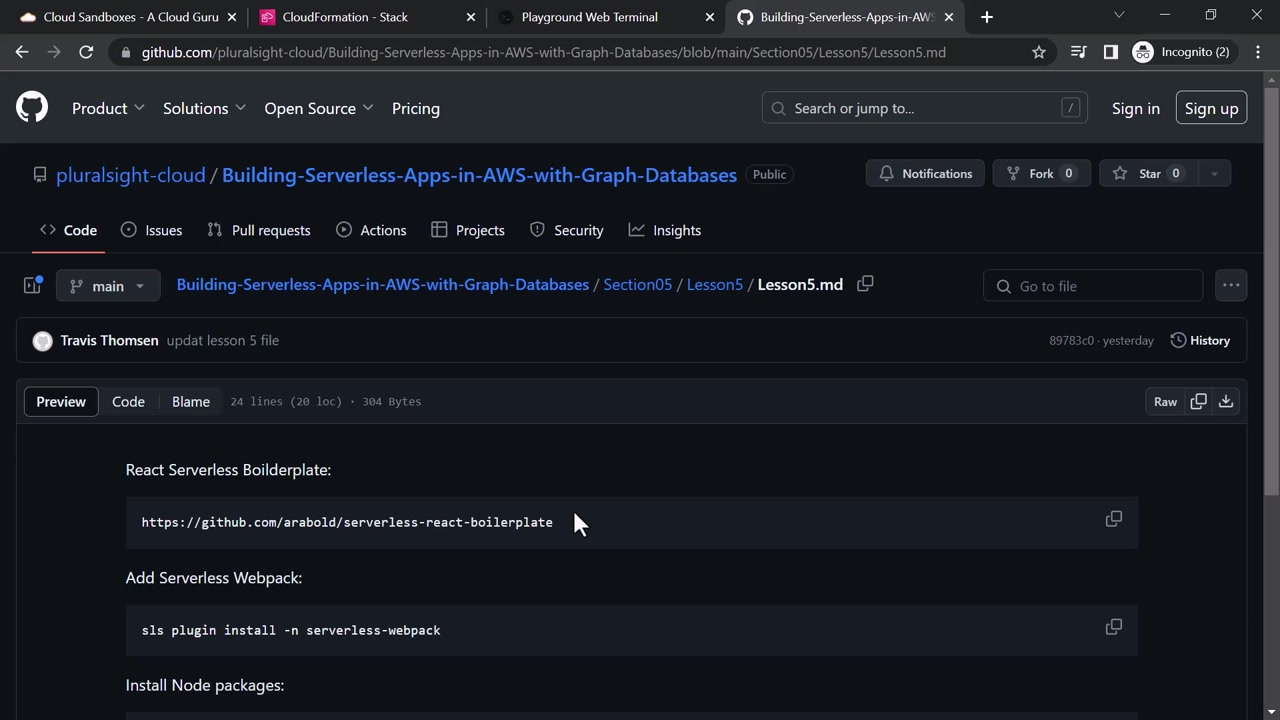 Cloud Sandboxes - A Cloud Guru
CloudFormation - Stack
Playground Web Terminal
Building-Serverless-Apps-in-AWS
github.com/pluralsight-cloud/Building-Serverless-Apps-in-AWS-with-Graph-Databases/blob/main/Section05/Lesson5/Lesson5.md
Incognito (2)
Product
Solutions
Open Source
Pricing
Search or jump to...
/
Sign in
Sign up
pluralsight-cloud / Building-Serverless-Apps-in-AWS-with-Graph-Databases
Public
Notifications
Fork 0
Star 0
Code
Issues
Pull requests
Actions
Projects
Security
Insights
main
Building-Serverless-Apps-in-AWS-with-Graph-Databases / Section05 / Lesson5 / Lesson5.md
Go to file
Travis Thomsen updat lesson 5 file
89783c0 · yesterday
History
Preview
Code
Blame
24 lines (20 loc) · 304 Bytes
Raw
React Serverless Boilderplate:
https://github.com/arabold/serverless-react-boilerplate
Add Serverless Webpack:
sls plugin install -n serverless-webpack
Install Node packages: